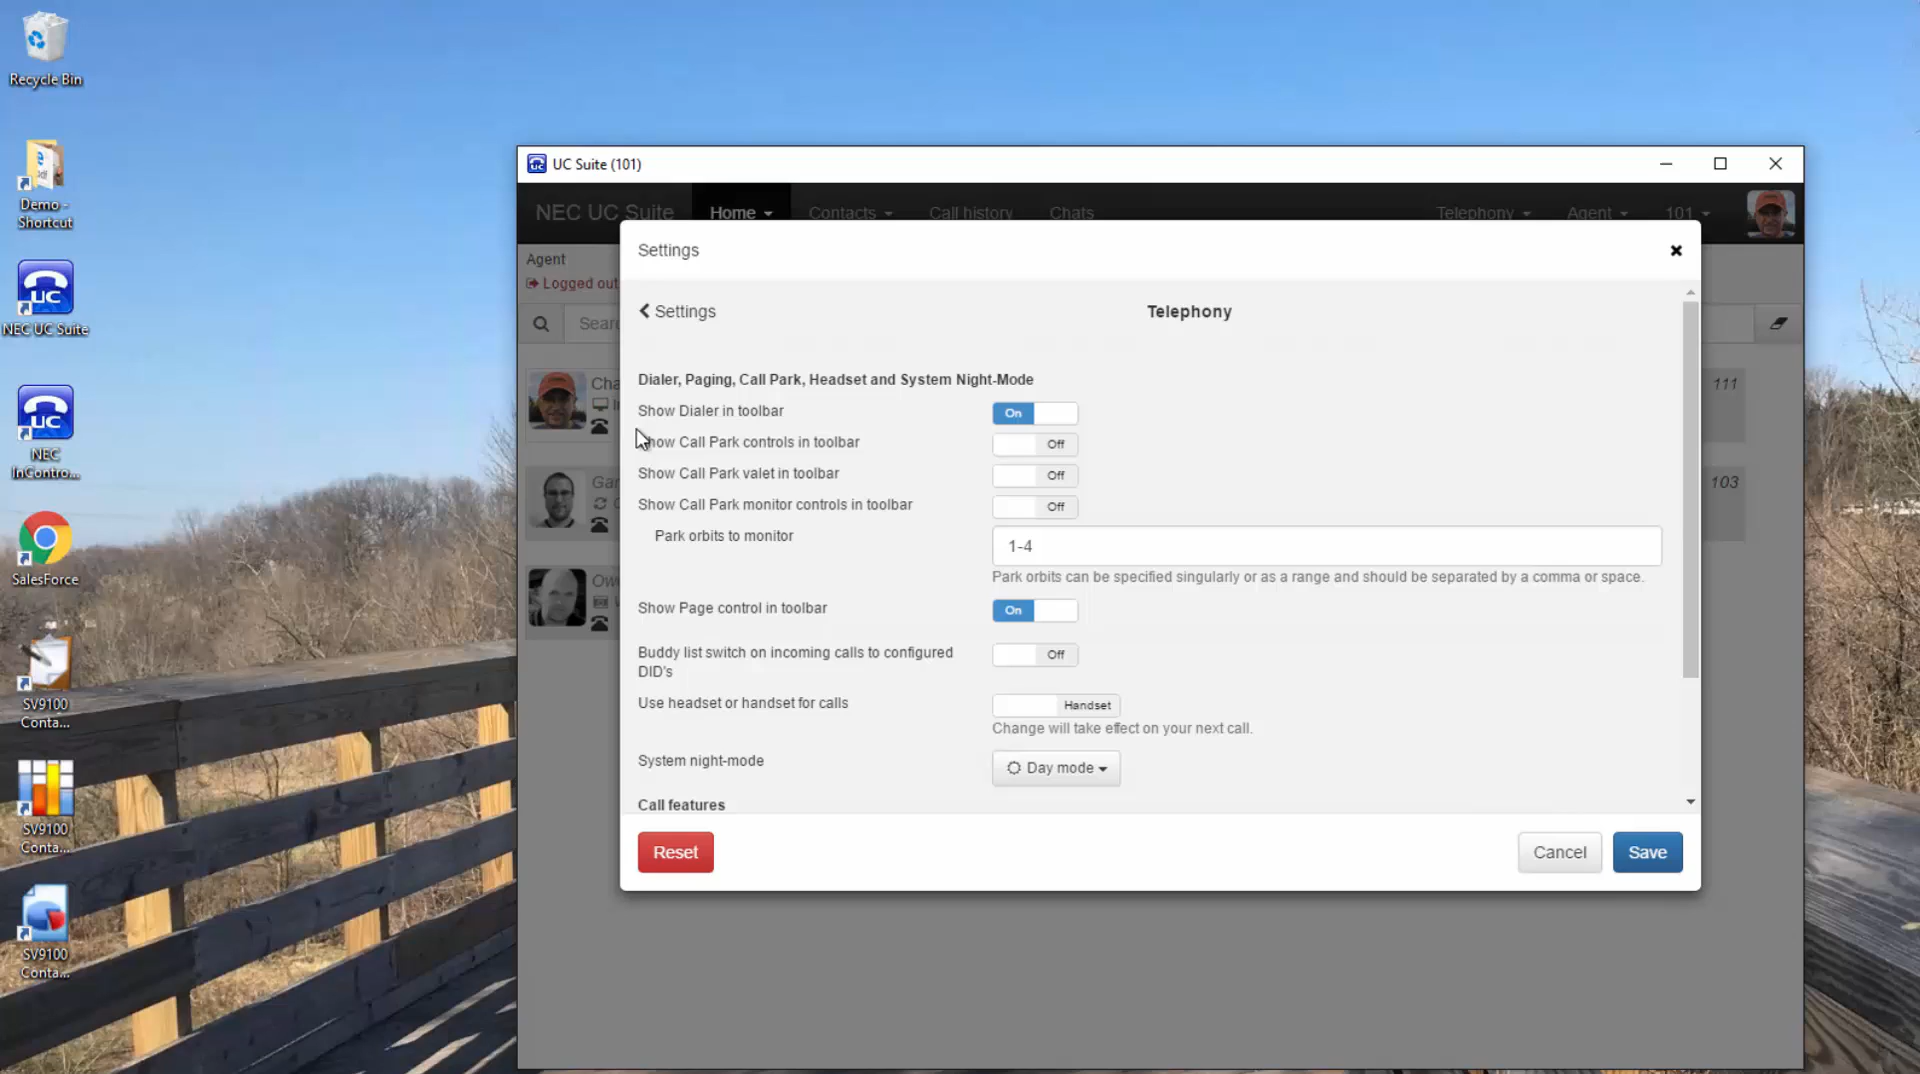 Recycle Bin
Demo -
Shortcut
UC
NEC UC Suite
UC
NEC
InContro...
SalesForce
SV9100
Conta...
SV9100
Conta...
SV9100
Conta...
UC Suite (101)
NEC UC Suite
Home
Contacts
Call history
Chats
Telephony
Agent
101
Agent
Logged out
Sear
Cha
111
Gar
103
Ow
Settings
Settings
Telephony
Dialer, Paging, Call Park, Headset and System Night-Mode
Show Dialer in toolbar
On
Show Call Park controls in toolbar
Off
Show Call Park valet in toolbar
Off
Show Call Park monitor controls in toolbar
Off
Park orbits to monitor
1-4
Park orbits can be specified singularly or as a range and should be separated by a comma or space.
Show Page control in toolbar
On
Buddy list switch on incoming calls to configured
DID's
Off
Use headset or handset for calls
Handset
Change will take effect on your next call.
System night-mode
Day mode
Call features
Reset
Cancel
Save